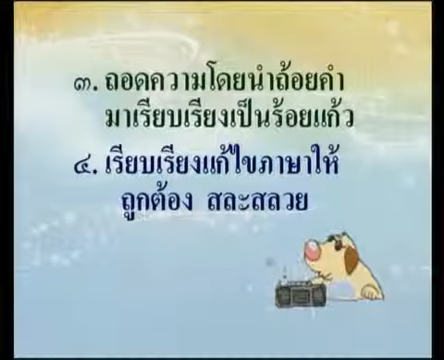 ๓. ถอดความโดยนำถ้อยคำ
มาเรียบเรียงเป็นร้อยแก้ว
๔. เรียบเรียงแก้ไขภาษาให้
ถูกต้อง สละสลวย